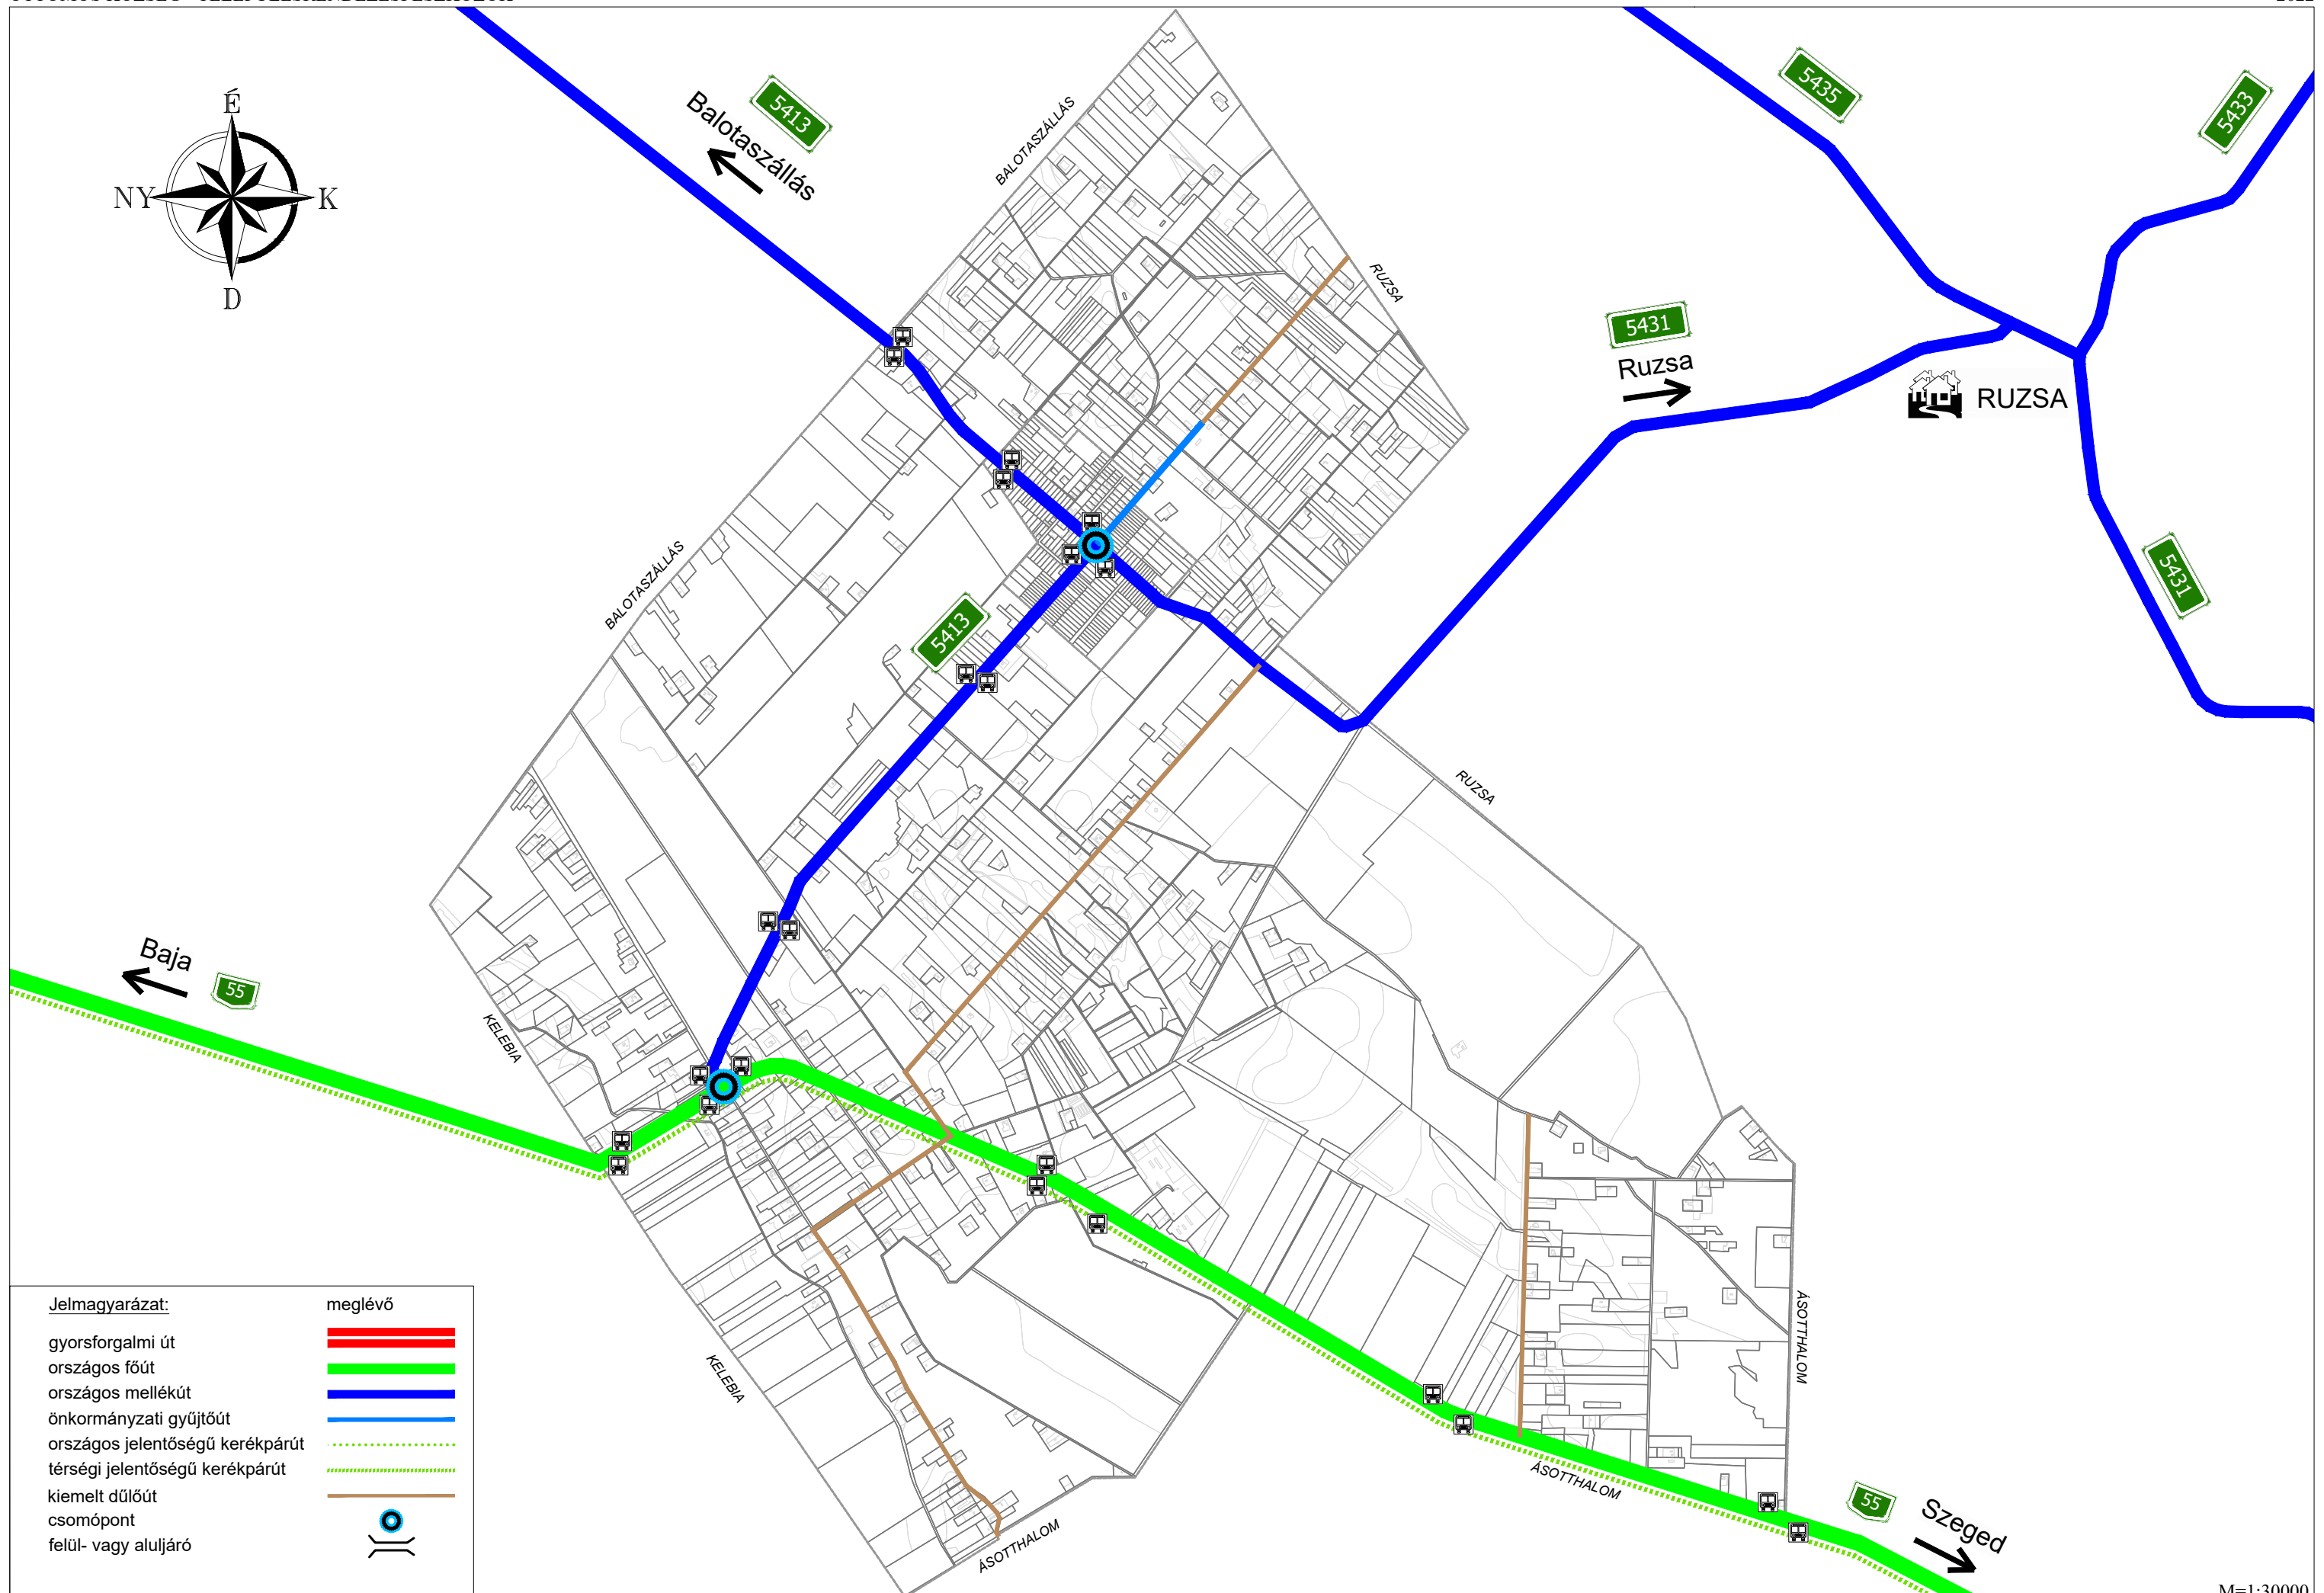 É
NY
K
D
5413
Balotaszállás
BALOTASZÁLLÁS
5435
5433
RUZSA
5431
Ruzsa
RUZSA
BALOTASZÁLLÁS
5413
5431
RUZSA
Baja
55
KELEBIA
KELEBIA
ÁSOTTHALOM
ÁSOTTHALOM
ÁSOTTHALOM
55
Szeged
Jelmagyarázat: meglévő
gyorsforgalmi út
országos főút
országos mellékút
önkormányzati gyűjtőút
országos jelentőségű kerékpárút
térségi jelentőségű kerékpárút
kiemelt dűlőút
csomópont
felül- vagy aluljáró
M=1:30000